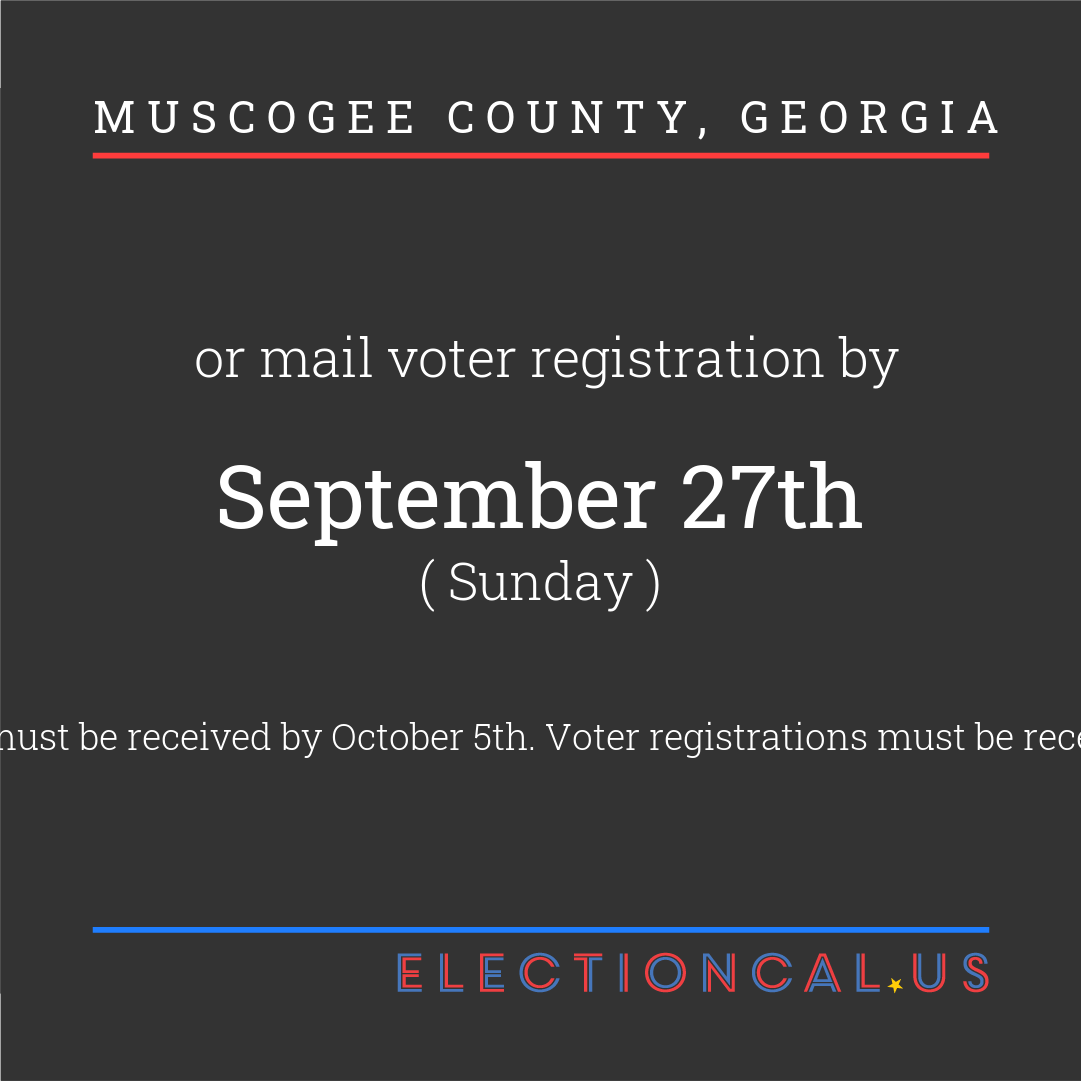 MUSCOGEE COUNTY, GEORGIA
or mail voter registration by
September 27th
( Sunday )
must be received by October 5th. Voter registrations must be rece
ELECTIONCAL.US